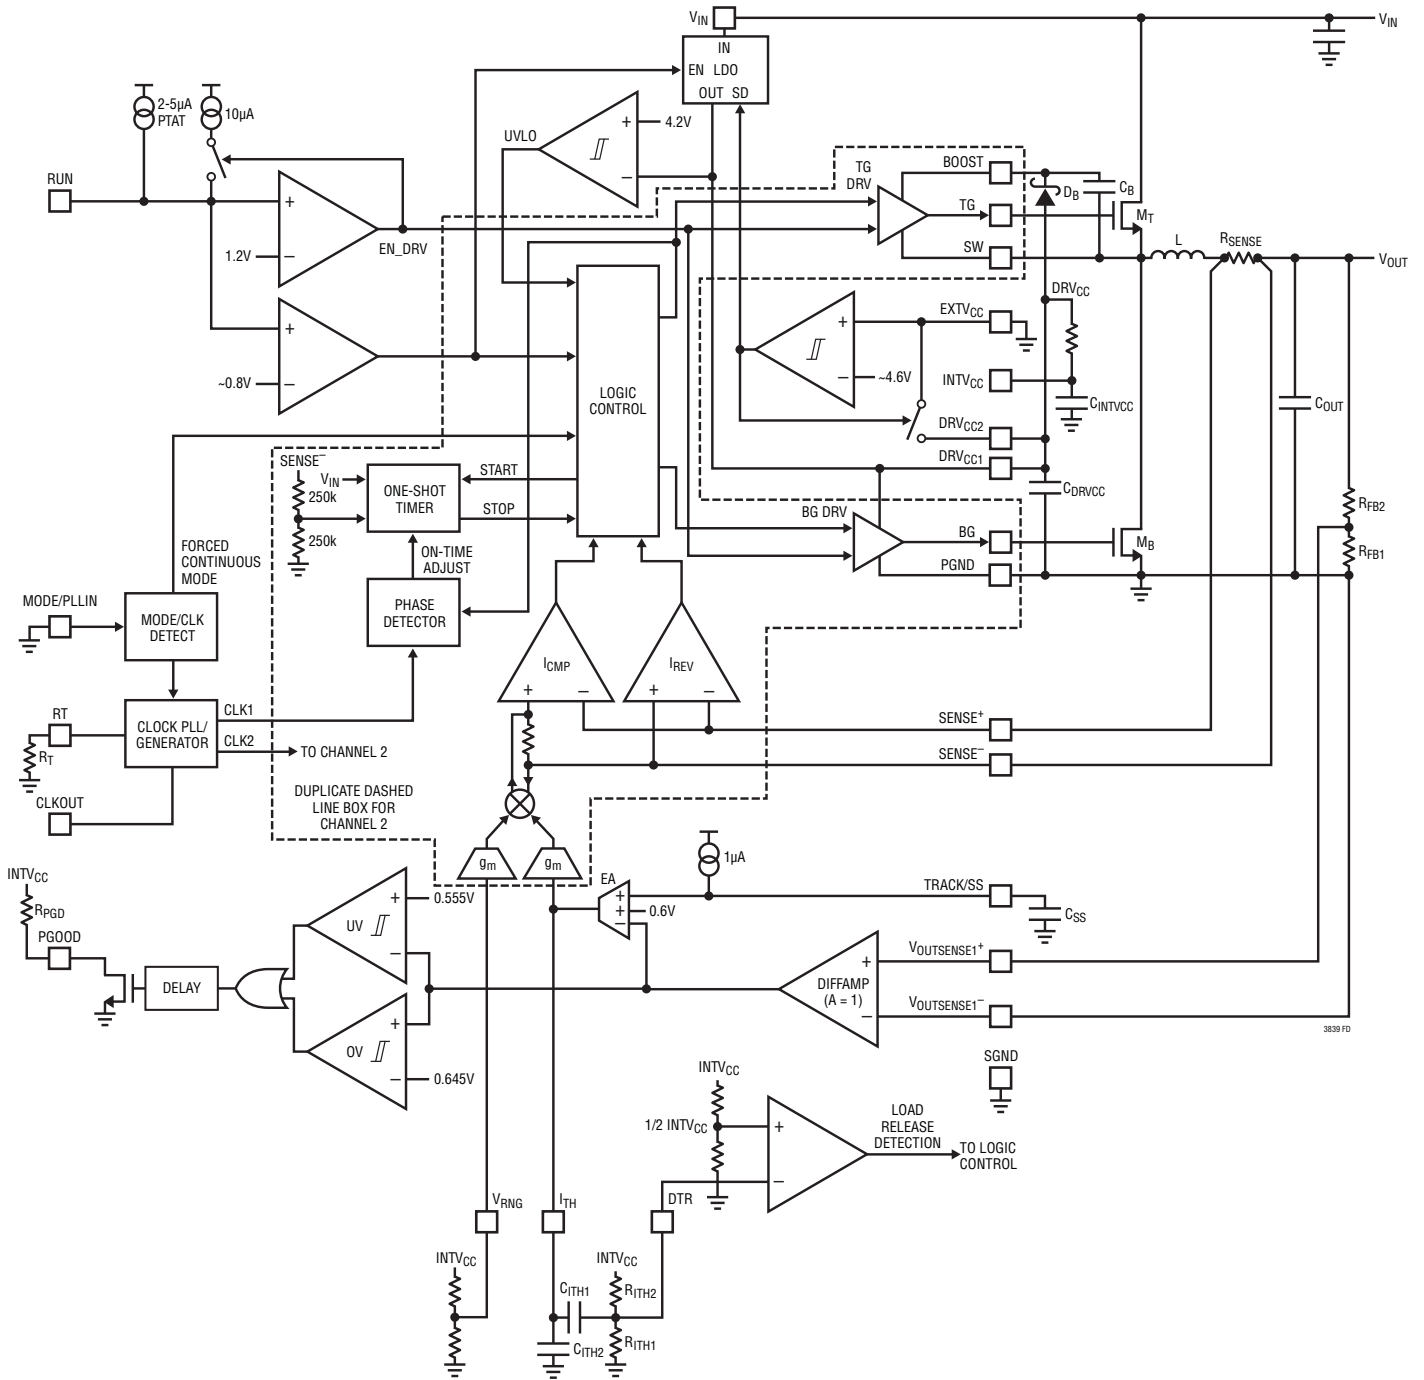 VIN
VIN
IN
EN LDO
OUT SD
2-5µA
PTAT
10µA
UVLO
+
4.2V
–
RUN
+
1.2V
–
EN_DRV
+
~0.8V
–
TG
DRV
BOOST
TG
SW
DB
CB
MT
L
RSENSE
VOUT
DRVCC
EXTVCC
+
–
~4.6V
INTVCC
CINTVCC
COUT
DRVCC2
DRVCC1
CDRVCC
LOGIC
CONTROL
SENSE–
VIN
250k
250k
ONE-SHOT
TIMER
START
STOP
BG DRV
BG
PGND
MB
RFB2
RFB1
FORCED
CONTINUOUS
MODE
ON-TIME
ADJUST
PHASE
DETECTOR
MODE/PLLIN
MODE/CLK
DETECT
ICMP
+
–
IREV
+
–
RT
RT
CLOCK PLL/
GENERATOR
CLK1
CLK2
TO CHANNEL 2
CLKOUT
SENSE+
SENSE–
DUPLICATE DASHED
LINE BOX FOR
CHANNEL 2
gm
gm
EA
+
+
–
0.6V
1µA
TRACK/SS
CSS
INTVCC
RPGD
PGOOD
DELAY
UV
+
0.555V
–
OV
+
–
0.645V
DIFFAMP
(A = 1)
+
–
VOUTSENSE1+
VOUTSENSE1–
3839 FD
SGND
INTVCC
1/2 INTVCC
+
–
LOAD
RELEASE
DETECTION
TO LOGIC
CONTROL
VRNG
ITH
DTR
INTVCC
INTVCC
CITH1
RITH2
CITH2
RITH1